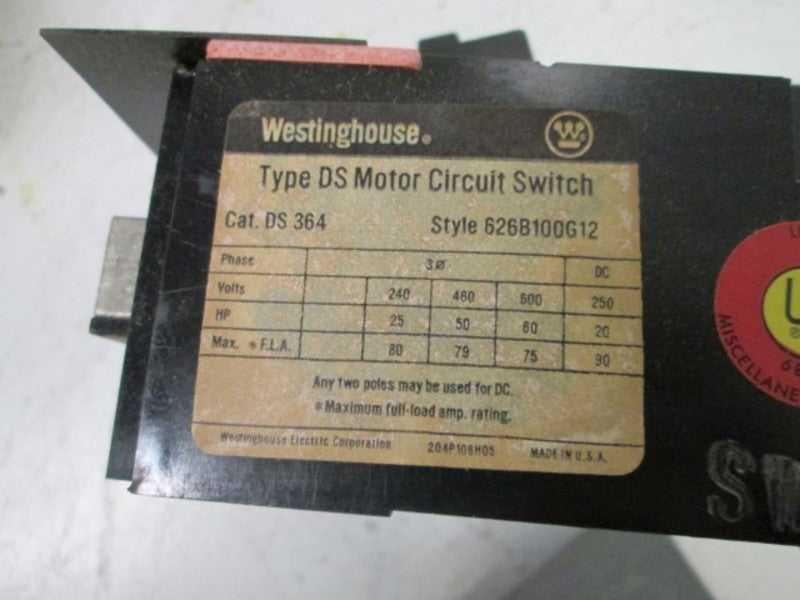 Westinghouse®
W
Type DS Motor Circuit Switch
Cat. DS 364 Style 626B100G12
Phase 3Ø DC
Volts 240 480 600 250
HP 25 50 60 20
Max. *F.L.A. 80 79 75 90
Any two poles may be used for DC.
*Maximum full-load amp. rating.
Westinghouse Electric Corporation 204P106H05 MADE IN U.S.A.